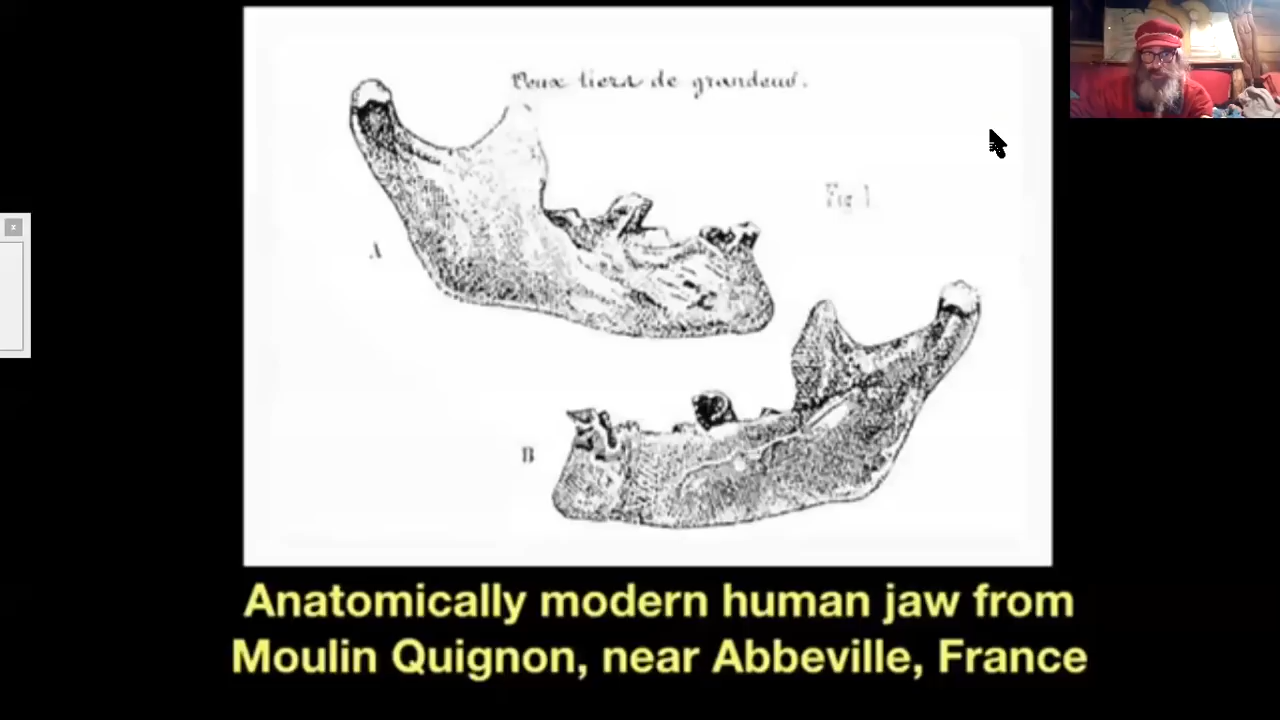 Deux tiers de grandeur.
Fig 1
A
B
Anatomically modern human jaw from
Moulin Quignon, near Abbeville, France